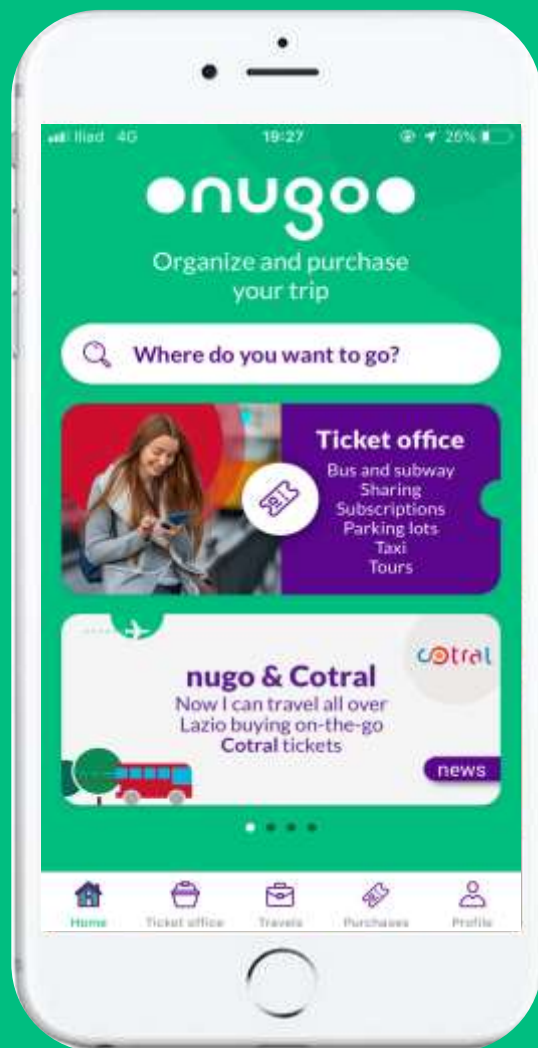 Iliad 4G 19:27 26%
nugo
Organize and purchase
your trip
Where do you want to go?
Ticket office
Bus and subway
Sharing
Subscriptions
Parking lots
Taxi
Tours
cotral
nugo & Cotral
Now I can travel all over
Lazio buying on-the-go
Cotral tickets
news
Home Ticket office Travels Purchases Profile